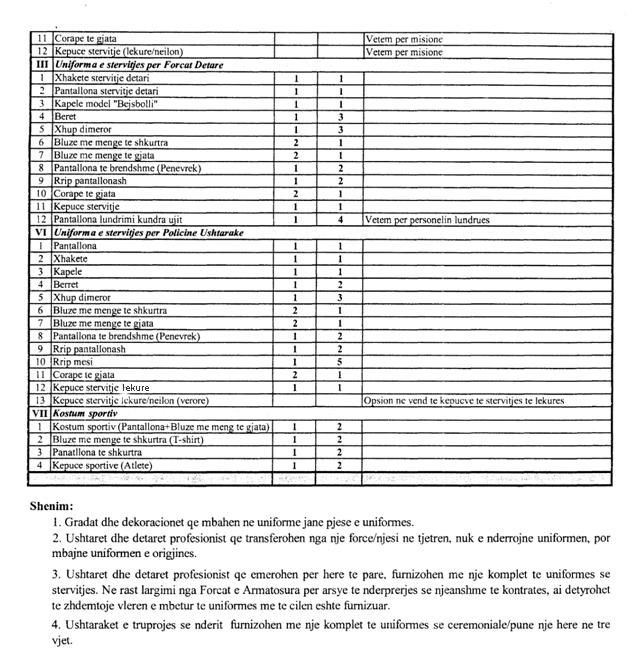 11 Corape te gjata Vetem per misione
12 Kepuce stervitje (lekure/neilon) Vetem per misione
III Uniforma e stervitjes per Forcat Detare
1 Xhakete stervitje detari 1 1
2 Pantallona stervitje detari 1 1
3 Kapele model "Bejsbolli" 1 1
4 Beret 1 3
5 Xhup dimeror 1 3
6 Bluze me menge te shkurtra 2 1
7 Bluze me menge te gjata 2 1
8 Pantallona te brendshme (Penevrek) 1 2
9 Rrip pantallonash 1 2
10 Corape te gjata 2 1
11 Kepuce stervitje 1 1
12 Pantallona lundrimi kundra ujit 1 4 Vetem per personelin lundrues
VI Uniforma e stervitjes per Policine Ushtarake
1 Pantallona 1 1
2 Xhakete 1 1
3 Kapele 1 1
4 Berret 1 2
5 Xhup dimeror 1 3
6 Bluze me menge te shkurtra 2 1
7 Bluze me menge te gjata 2 1
8 Pantallona te brendshme (Penevrek) 1 2
9 Rrip pantallonash 1 2
10 Rrip mesi 1 5
11 Corape te gjata 2 1
12 Kepuce stervitje lekure 1 1
13 Kepuce stervitje lekure/neilon (verore) Opsion ne vend te kepucve te stervitjes te lekures
VII Kostum sportiv
1 Kostum sportiv (Pantallona+Bluze me meng te gjata) 1 2
2 Bluze me menge te shkurtra (T-shirt) 1 2
3 Panatllona te shkurtra 1 2
4 Kepuce sportive (Atlete) 1 2
Shenim:
1. Gradat dhe dekoracionet qe mbahen ne uniforme jane pjese e uniformes.
2. Ushtaret dhe detaret profesionist qe transferohen nga nje force/njesi ne tjetren, nuk e nderrojne uniformen, por
mbajne uniformen e origjines.
3. Ushtaret dhe detaret profesionist qe emerohen per here te pare, furnizohen me nje komplet te uniformes se
stervitjes. Ne rast largimi nga Forcat e Armatosura per arsye te nderprerjes se njeanshme te kontrates, ai detyrohet
te zhdemtoje vleren e mbetur te uniformes me te cilen eshte furnizuar.
4. Ushtaraket e truprojes se nderit furnizohen me nje komplet te uniformes se ceremoniale/pune nje here ne tre
vjet.